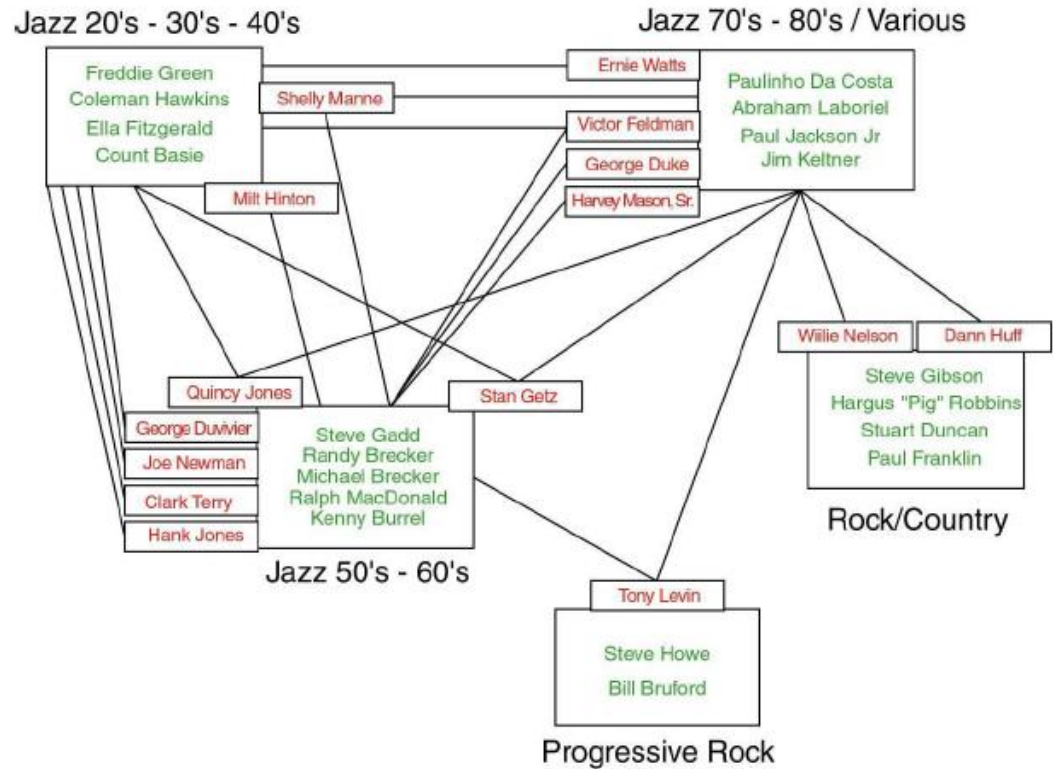 Jazz 20's - 30's - 40's
Freddie Green
Coleman Hawkins
Ella Fitzgerald
Count Basie
Shelly Manne
Milt Hinton
Jazz 70's - 80's / Various
Ernie Watts
Victor Feldman
George Duke
Harvey Mason, Sr.
Paulinho Da Costa
Abraham Laboriel
Paul Jackson Jr
Jim Keltner
Quincy Jones
George Duvivier
Joe Newman
Clark Terry
Hank Jones
Stan Getz
Steve Gadd
Randy Brecker
Michael Brecker
Ralph MacDonald
Kenny Burrel
Jazz 50's - 60's
Wiilie Nelson
Dann Huff
Steve Gibson
Hargus "Pig" Robbins
Stuart Duncan
Paul Franklin
Rock/Country
Tony Levin
Steve Howe
Bill Bruford
Progressive Rock